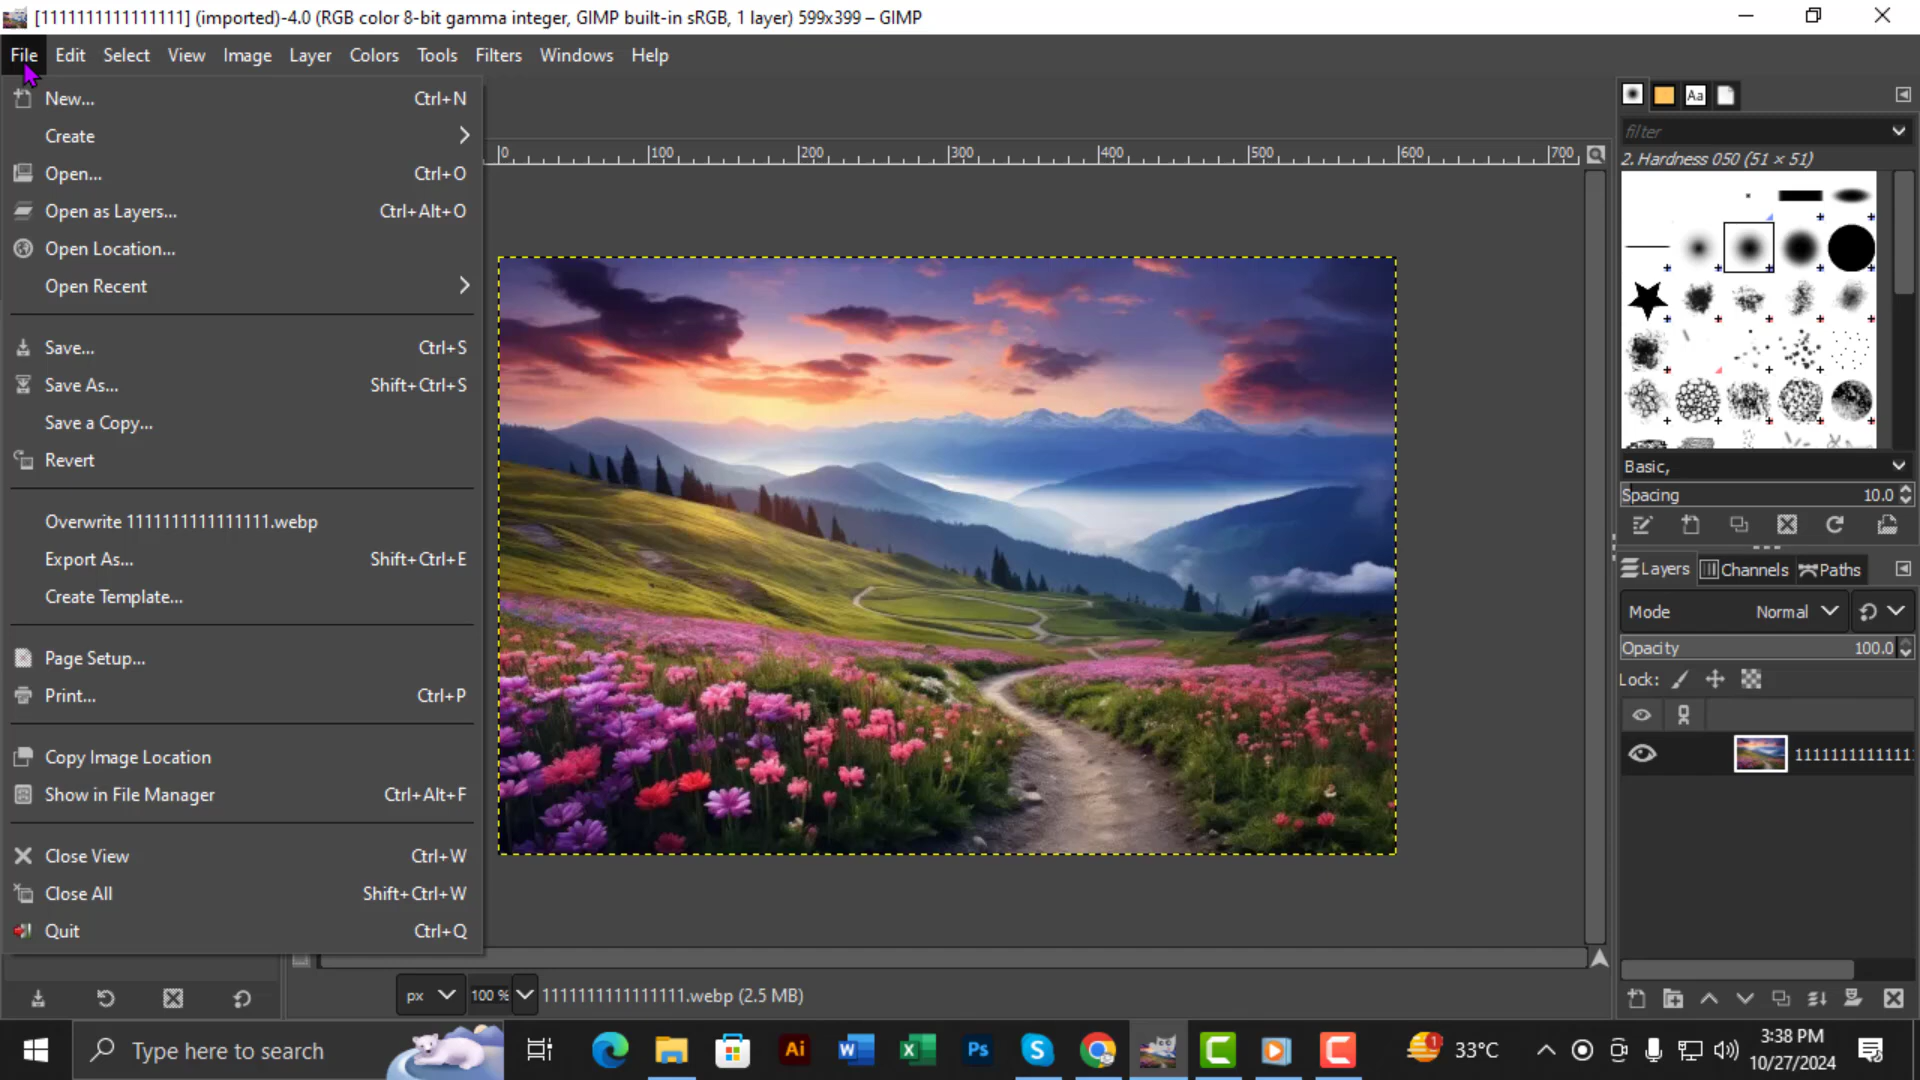 [1111111111111111] (imported)-4.0 (RGB color 8-bit gamma integer, GIMP built-in sRGB, 1 layer) 599x399 – GIMP
File Edit Select View Image Layer Colors Tools Filters Windows Help
New... Ctrl+N
Create
Open... Ctrl+O
Open as Layers... Ctrl+Alt+O
Open Location...
Open Recent
Save... Ctrl+S
Save As... Shift+Ctrl+S
Save a Copy...
Revert
Overwrite 1111111111111111.webp
Export As... Shift+Ctrl+E
Create Template...
Page Setup...
Print... Ctrl+P
Copy Image Location
Show in File Manager Ctrl+Alt+F
Close View Ctrl+W
Close All Shift+Ctrl+W
Quit Ctrl+Q
0 100 200 300 400 500 600 700
px 100 % 1111111111111111.webp (2.5 MB)
Aa
filter
2. Hardness 050 (51 × 51)
Basic,
Spacing 10.0
Layers Channels Paths
Mode Normal
Opacity 100.0
Lock:
1111111111111
Type here to search
Ai
W
X
Ps
S
C
C
1
33°C
3:38 PM
10/27/2024